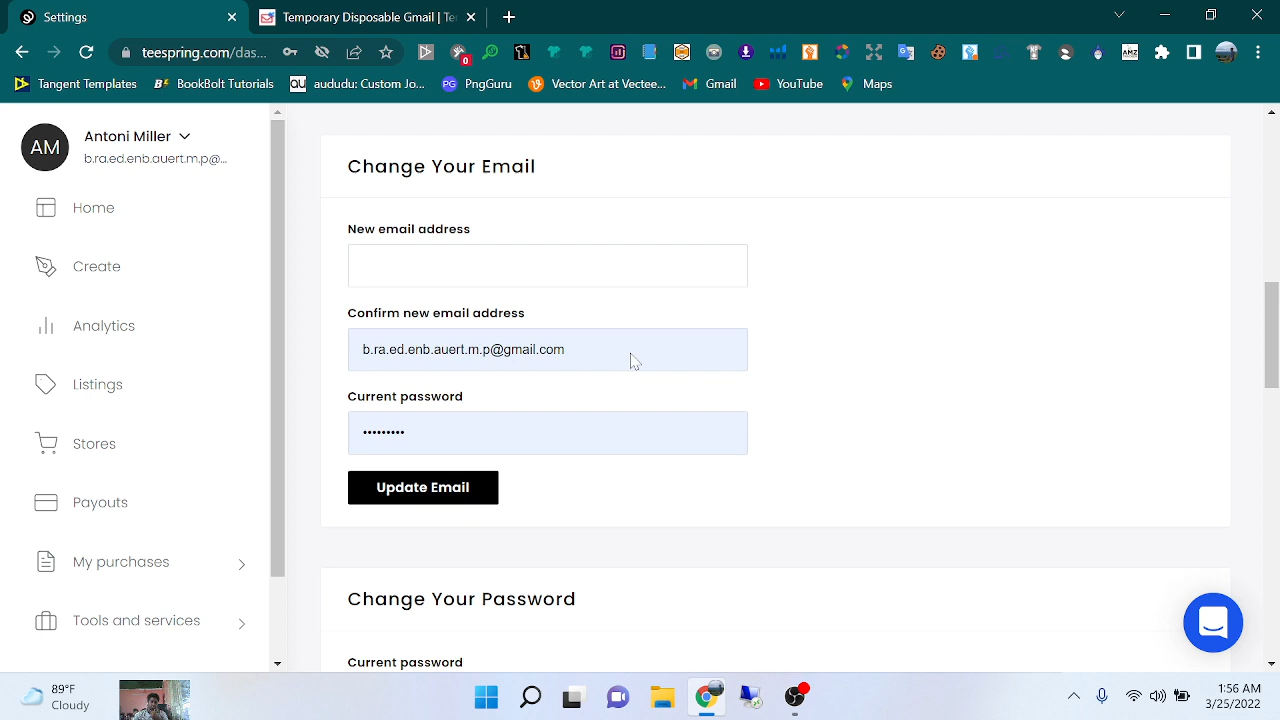 Settings
Temporary Disposable Gmail | Te
teespring.com/das...
0
Tangent Templates
BookBolt Tutorials
QU
aududu: Custom Jo...
PG
PngGuru
Vector Art at Vectee...
Gmail
YouTube
Maps
AM
Antoni Miller
b.ra.ed.enb.auert.m.p@...
Home
Create
Analytics
Listings
Stores
Payouts
My purchases
Tools and services
Change Your Email
New email address
Confirm new email address
b.ra.ed.enb.auert.m.p@gmail.com
Current password
•••••••••
Update Email
Change Your Password
Current password
89°F
Cloudy
1:56 AM
3/25/2022